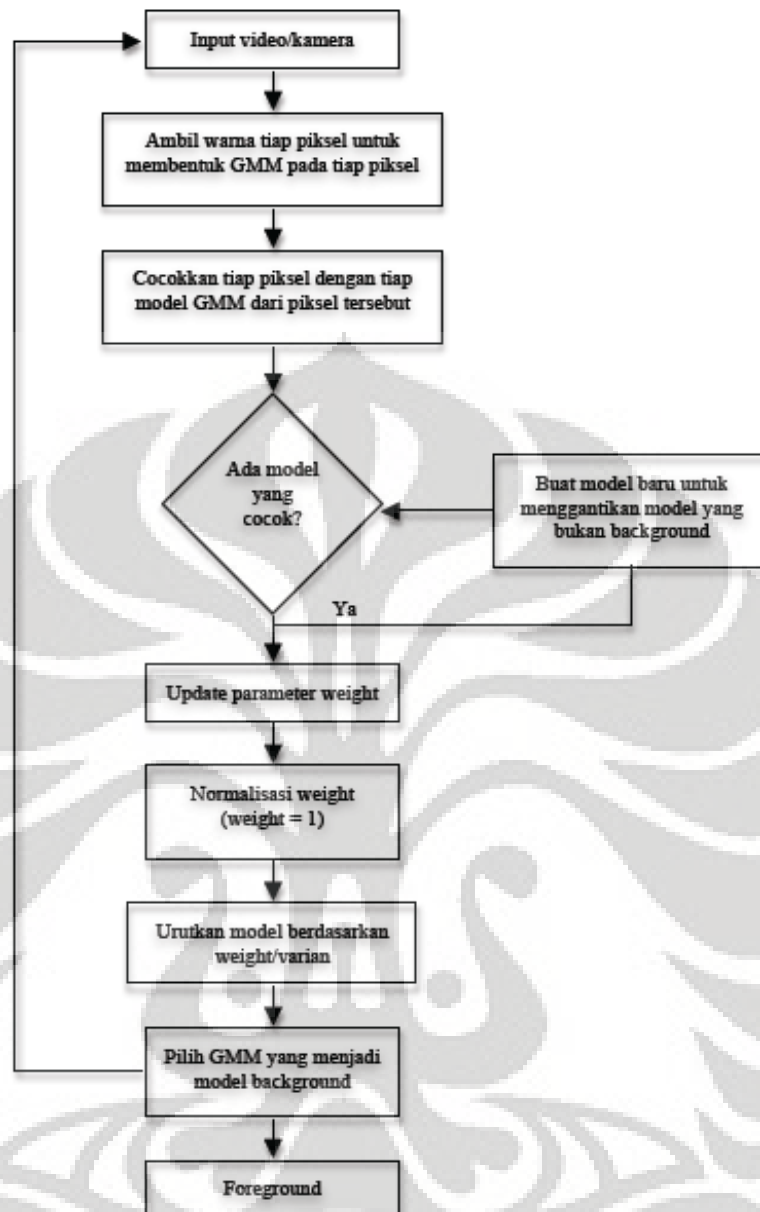 Input video/kamera
Ambil warna tiap piksel untuk
membentuk GMM pada tiap piksel
Cocokkan tiap piksel dengan tiap
model GMM dari piksel tersebut
Ada model
yang
cocok?
Buat model baru untuk
menggantikan model yang
bukan background
Ya
Update parameter weight
Normalisasi weight
(weight = 1)
Urutkan model berdasarkan
weight/varian
Pilih GMM yang menjadi
model background
Foreground